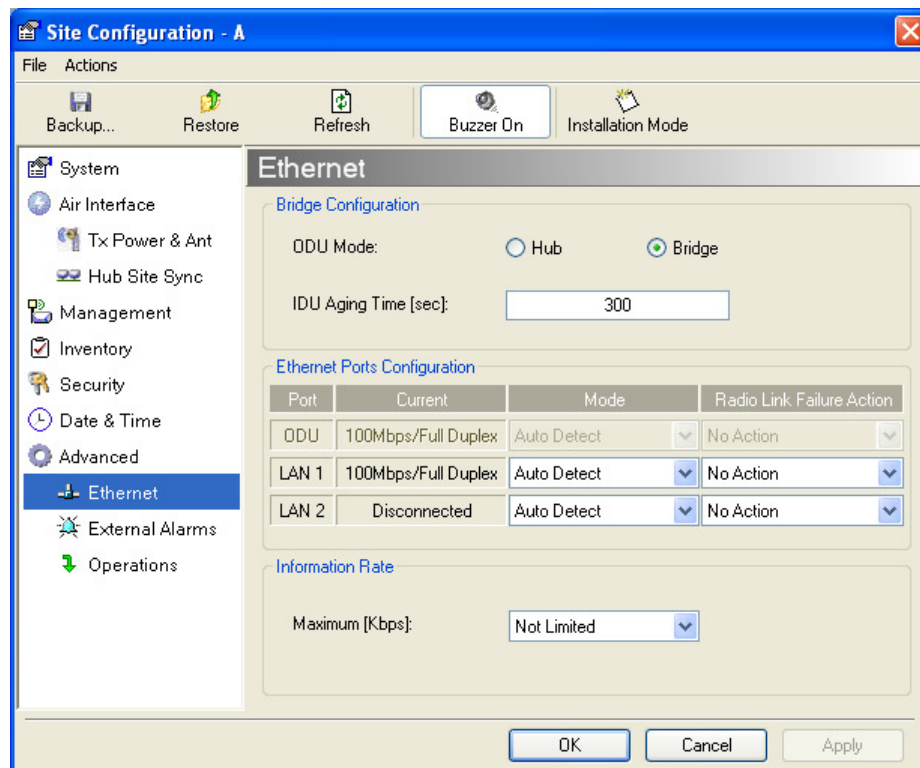 Site Configuration - A
File Actions
Backup... Restore Refresh Buzzer On Installation Mode
System
Air Interface
Tx Power & Ant
Hub Site Sync
Management
Inventory
Security
Date & Time
Advanced
Ethernet
External Alarms
Operations
Ethernet
Bridge Configuration
ODU Mode: Hub Bridge
IDU Aging Time [sec]: 300
Ethernet Ports Configuration
Port Current Mode Radio Link Failure Action
ODU 100Mbps/Full Duplex Auto Detect No Action
LAN 1 100Mbps/Full Duplex Auto Detect No Action
LAN 2 Disconnected Auto Detect No Action
Information Rate
Maximum [Kbps]: Not Limited
OK Cancel Apply